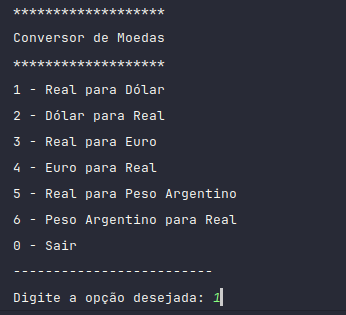 *******************
Conversor de Moedas
*******************
1 - Real para Dólar
2 - Dólar para Real
3 - Real para Euro
4 - Euro para Real
5 - Real para Peso Argentino
6 - Peso Argentino para Real
0 - Sair
-------------------------
Digite a opção desejada: 1